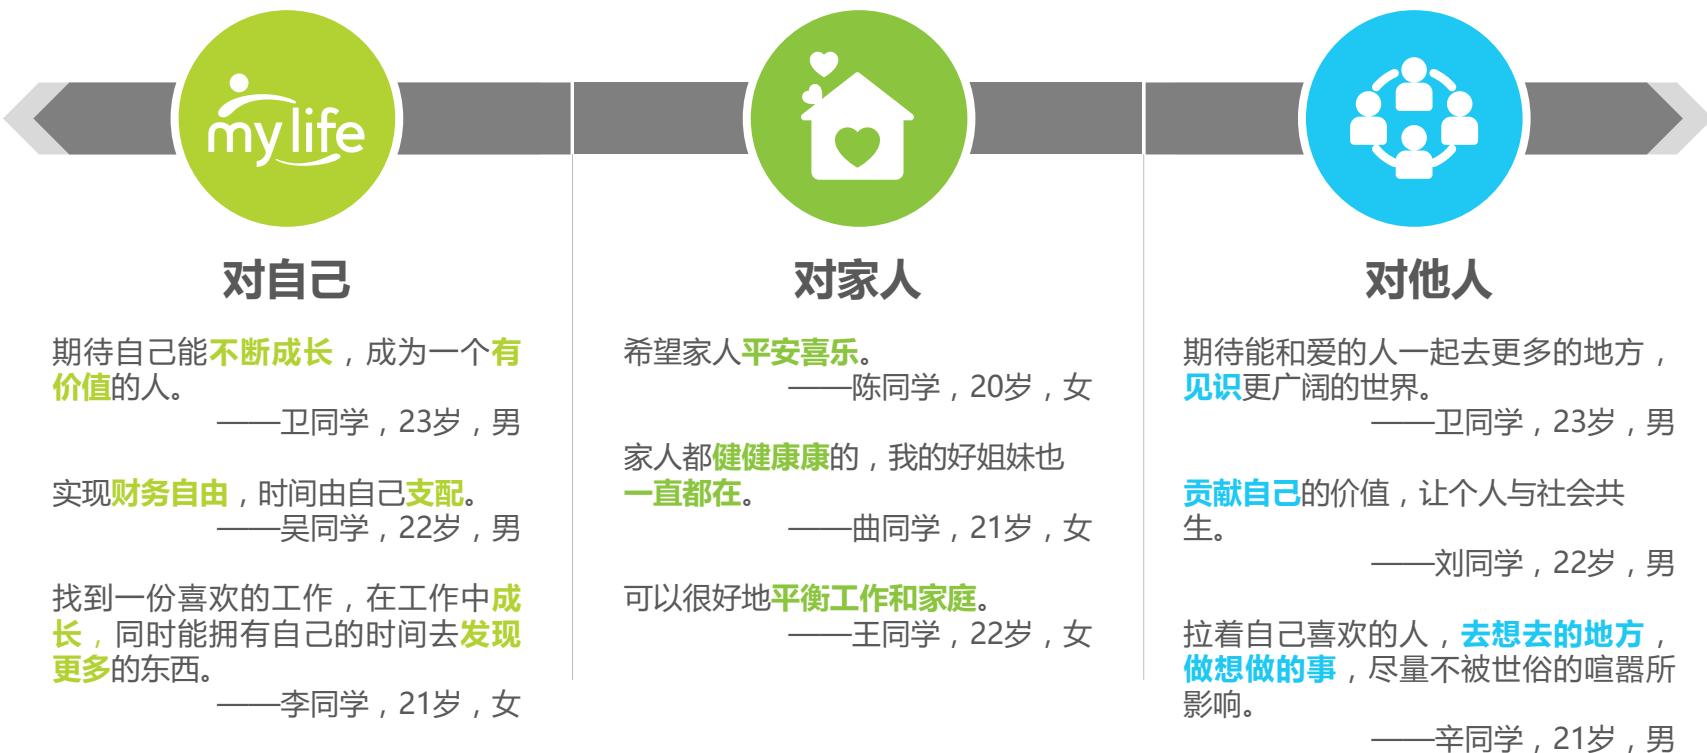 my life
对自己
期待自己能不断成长，成为一个有
价值的人。
——卫同学，23岁，男
实现财务自由，时间由自己支配。
——吴同学，22岁，男
找到一份喜欢的工作，在工作中成
长，同时能拥有自己的时间去发现
更多的东西。
——李同学，21岁，女
对家人
希望家人平安喜乐。
——陈同学，20岁，女
家人都健健康康的，我的好姐妹也
一直都在。
——曲同学，21岁，女
可以很好地平衡工作和家庭。
——王同学，22岁，女
对他人
期待能和爱的人一起去更多的地方，
见识更广阔的世界。
——卫同学，23岁，男
贡献自己的价值，让个人与社会共
生。
——刘同学，22岁，男
拉着自己喜欢的人，去想去的地方，
做想做的事，尽量不被世俗的喧嚣所
影响。
——辛同学，21岁，男